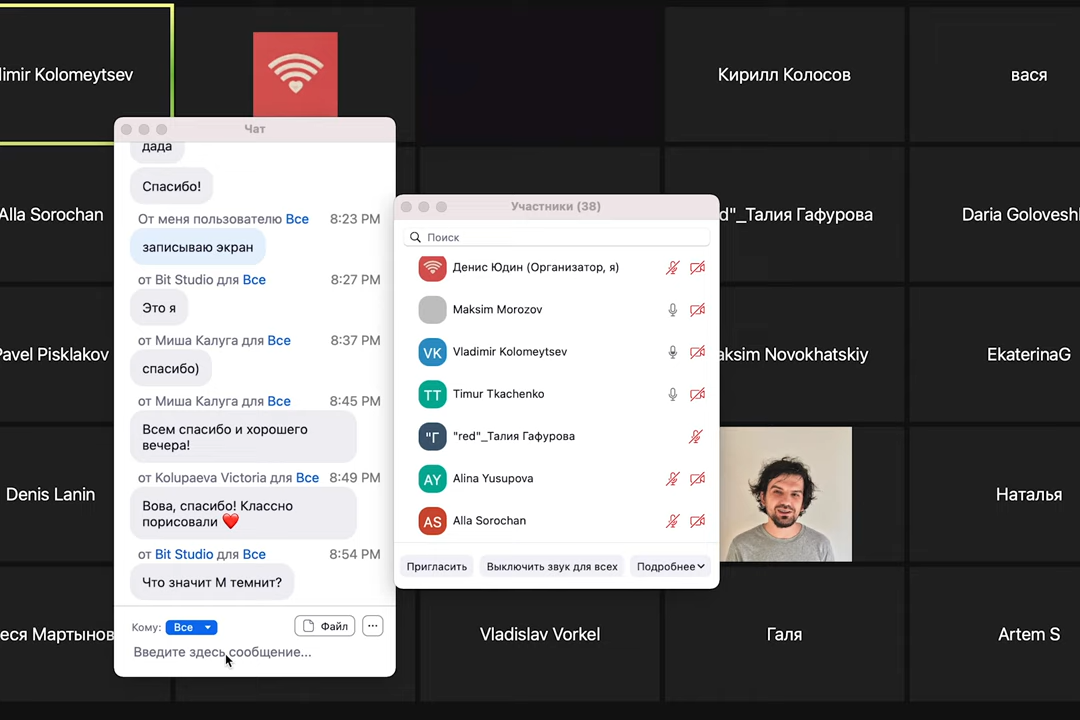 limir Kolomeytsev
Кирилл Колосов
вася
Alla Sorochan
d"_Талия Гафурова
Daria Golovesh
Pavel Pisklakov
aksim Novokhatskiy
EkaterinaG
Denis Lanin
Наталья
еся Мартынов
Vladislav Vorkel
Галя
Artem S
Чат
дада
Спасибо!
От меня пользователю Все 8:23 PM
записываю экран
от Bit Studio для Все 8:27 PM
Это я
от Миша Калуга для Все 8:37 PM
спасибо)
от Миша Калуга для Все 8:45 PM
Всем спасибо и хорошего
вечера!
от Kolupaeva Victoria для Все 8:49 PM
Вова, спасибо! Классно
порисовали ❤️
от Bit Studio для Все 8:54 PM
Что значит М темнит?
Кому: Все Файл ...
Введите здесь сообщение...
Участники (38)
Поиск
Денис Юдин (Организатор, я)
Maksim Morozov
VK Vladimir Kolomeytsev
TT Timur Tkachenko
"Г "red"_Талия Гафурова
AY Alina Yusupova
AS Alla Sorochan
Пригласить Выключить звук для всех Подробнее